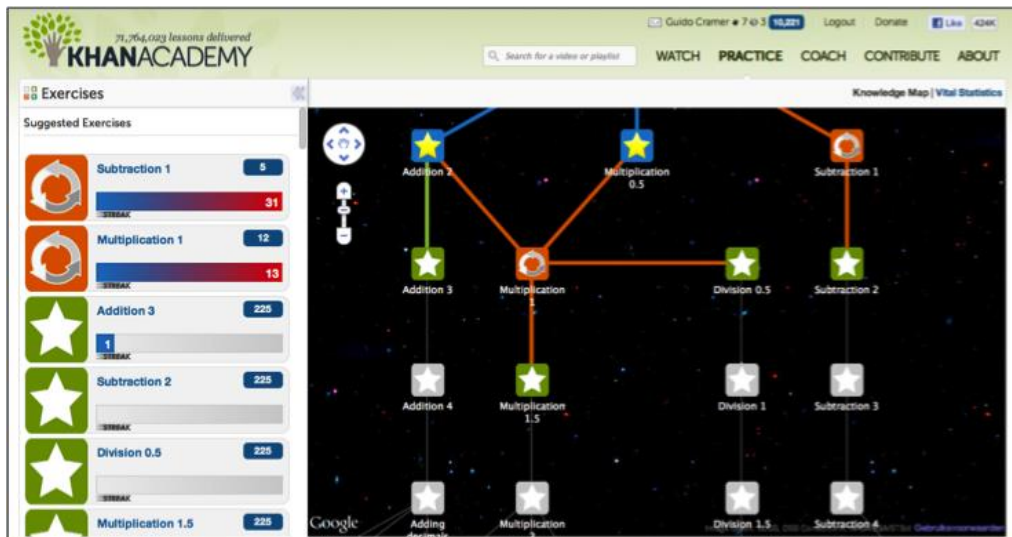 71,764,023 lessons delivered
KHANACADEMY
Guido Cramer 7 3 10,221 Logout Donate Like 424K
Search for a video or playlist
WATCH PRACTICE COACH CONTRIBUTE ABOUT
Exercises
Knowledge Map | Vital Statistics
Suggested Exercises
Subtraction 1 5
31
STREAK
Multiplication 1 12
13
STREAK
Addition 3 225
1
STREAK
Subtraction 2 225
STREAK
Division 0.5 225
STREAK
Multiplication 1.5 225
Addition 2
Multiplication
0.5
Subtraction 1
Addition 3
Multiplication
1
Division 0.5
Subtraction 2
Addition 4
Multiplication
1.5
Division 1
Subtraction 3
Google
Adding
decimals
Multiplication
2
Division 1.5
Subtraction 4
Gebruiksvoorwaarden